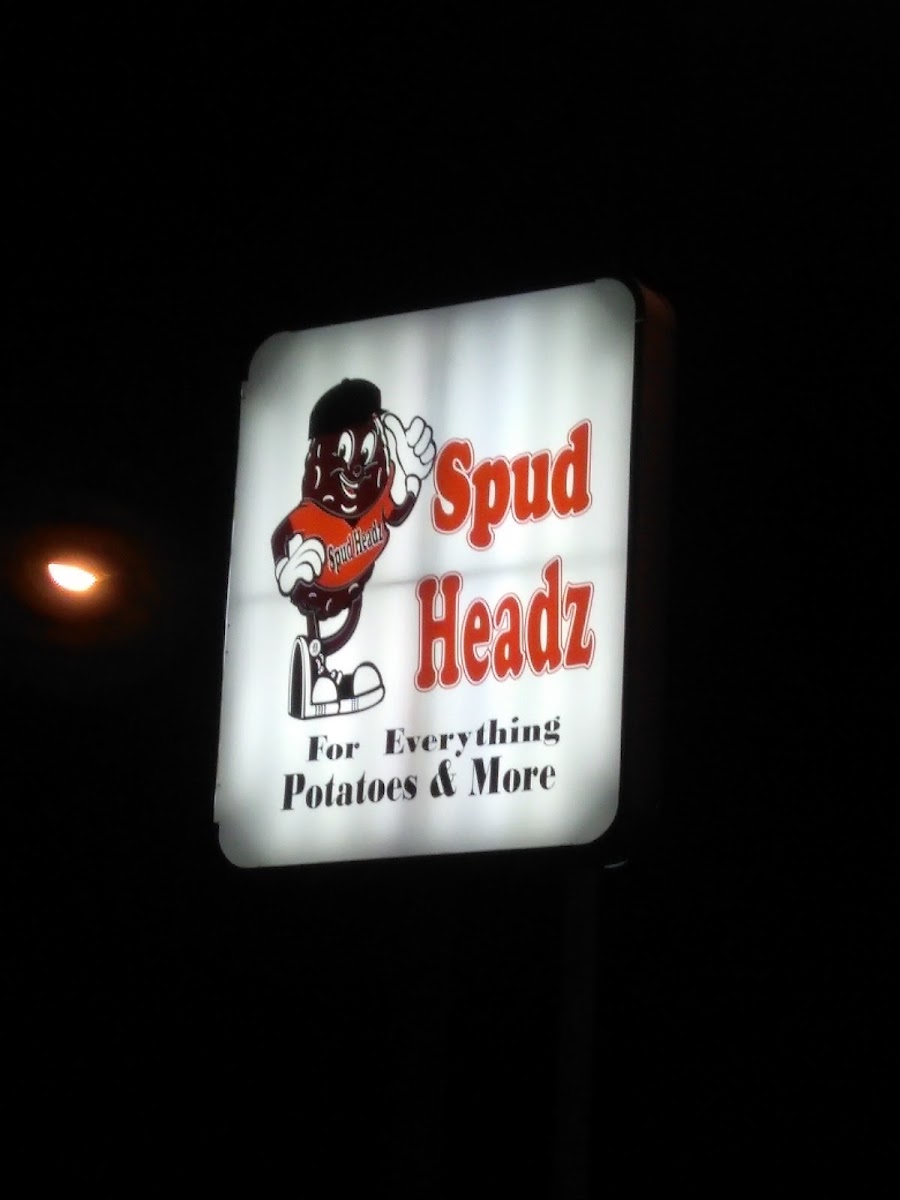 Spud
Headz
Spud Headz
For Everything
Potatoes & More